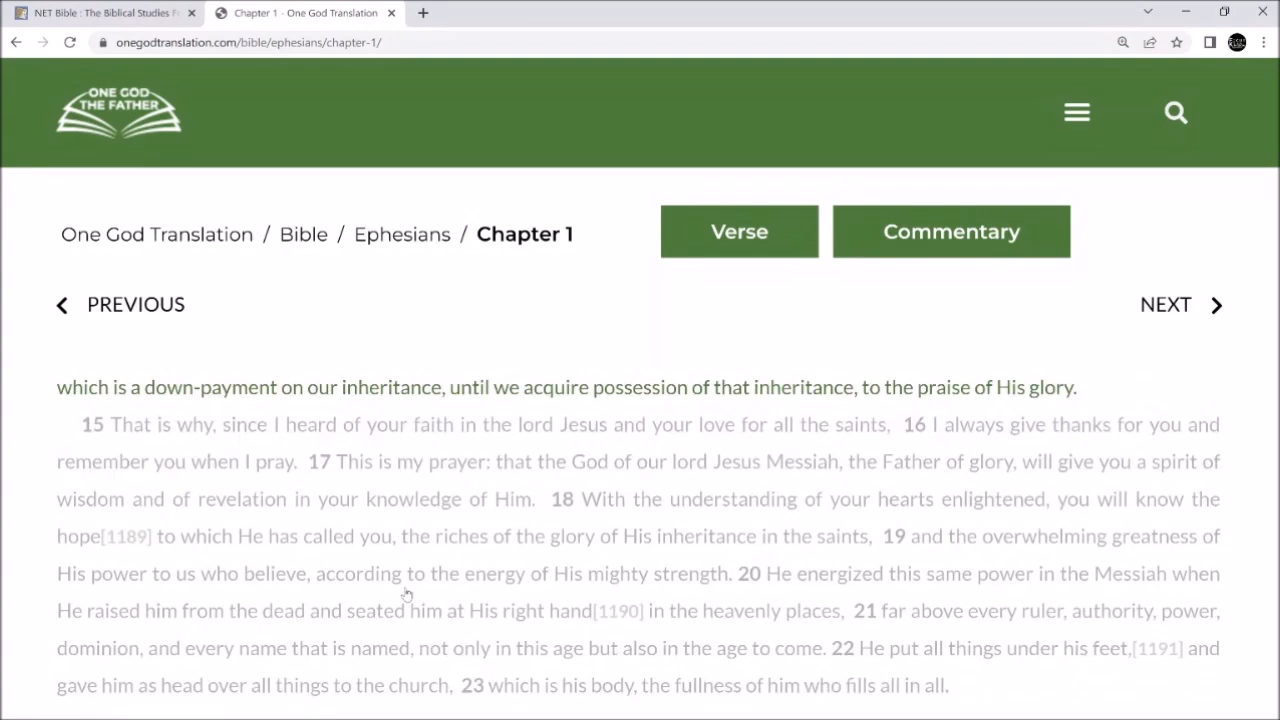 NET Bible : The Biblical Studies F
Chapter 1 - One God Translation
onegodtranslation.com/bible/ephesians/chapter-1/
ONE GOD
THE FATHER
One God Translation / Bible / Ephesians / Chapter 1
Verse
Commentary
PREVIOUS
NEXT
which is a down-payment on our inheritance, until we acquire possession of that inheritance, to the praise of His glory.
15 That is why, since I heard of your faith in the lord Jesus and your love for all the saints, 16 I always give thanks for you and
remember you when I pray. 17 This is my prayer: that the God of our lord Jesus Messiah, the Father of glory, will give you a spirit of
wisdom and of revelation in your knowledge of Him. 18 With the understanding of your hearts enlightened, you will know the
hope[1189] to which He has called you, the riches of the glory of His inheritance in the saints, 19 and the overwhelming greatness of
His power to us who believe, according to the energy of His mighty strength. 20 He energized this same power in the Messiah when
He raised him from the dead and seated him at His right hand[1190] in the heavenly places, 21 far above every ruler, authority, power,
dominion, and every name that is named, not only in this age but also in the age to come. 22 He put all things under his feet,[1191] and
gave him as head over all things to the church, 23 which is his body, the fullness of him who fills all in all.